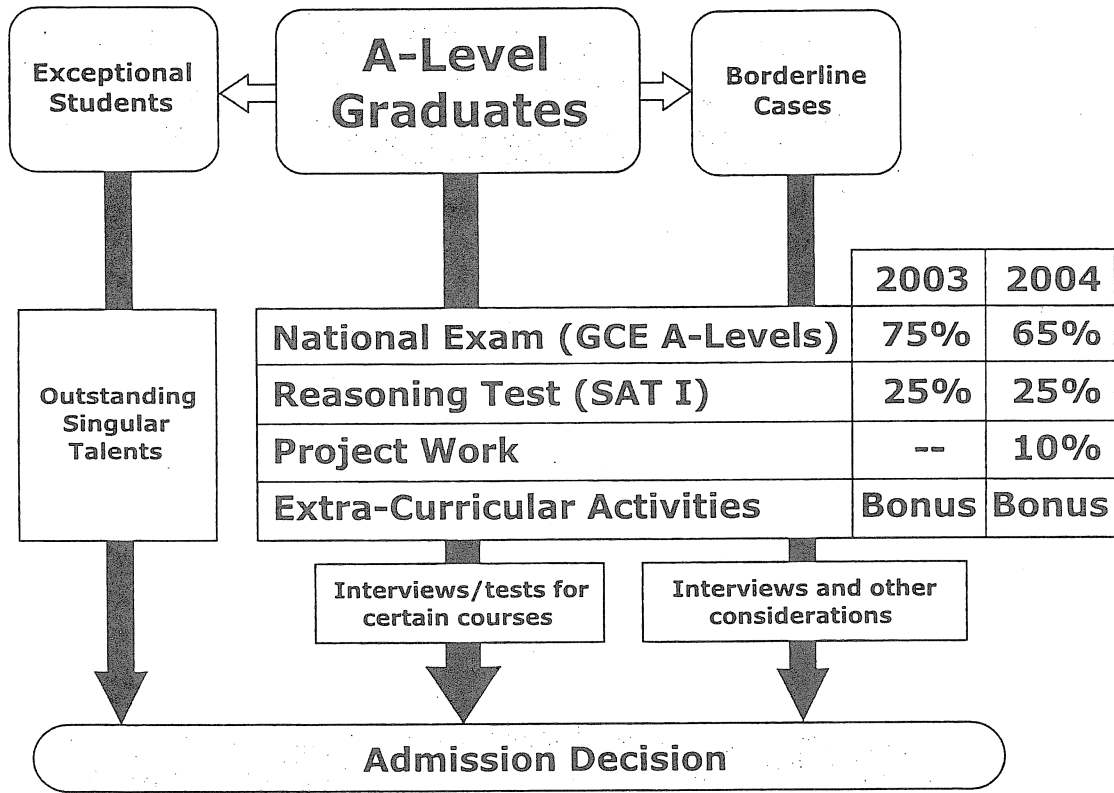 Exceptional
Students
A-Level
Graduates
Borderline
Cases
2003 2004
National Exam (GCE A-Levels) 75% 65%
Reasoning Test (SAT I) 25% 25%
Project Work -- 10%
Extra-Curricular Activities Bonus Bonus
Outstanding
Singular
Talents
Interviews/tests for
certain courses
Interviews and other
considerations
Admission Decision